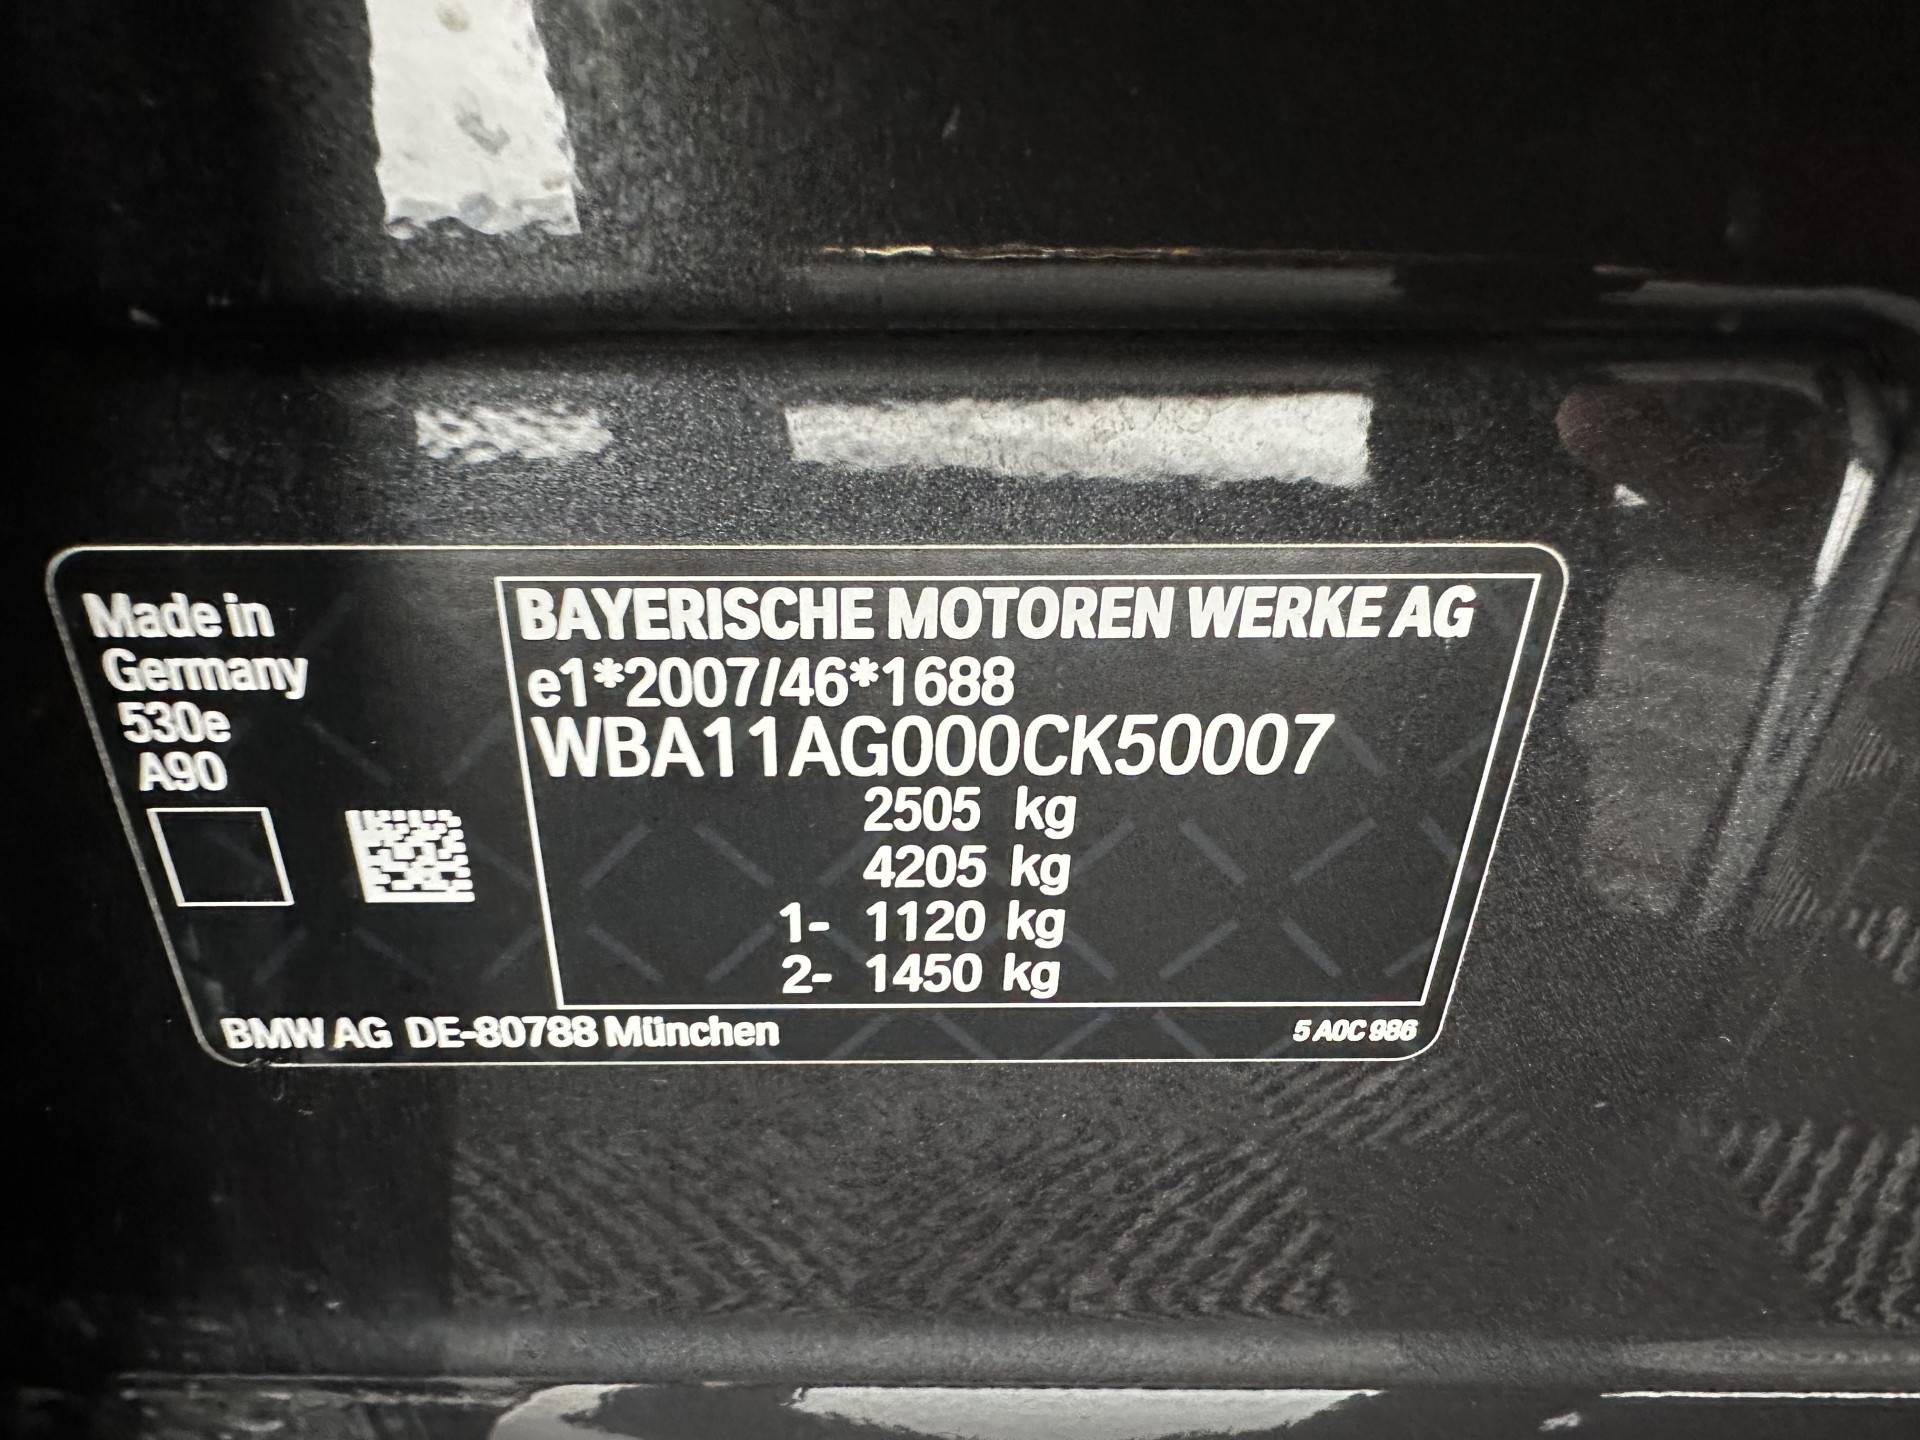 Made in
Germany
530e
A90
BAYERISCHE MOTOREN WERKE AG
e1*2007/46*1688
WBA11AG000CK50007
2505 kg
4205 kg
1- 1120 kg
2- 1450 kg
BMW AG DE-80788 München
5 A0C 986